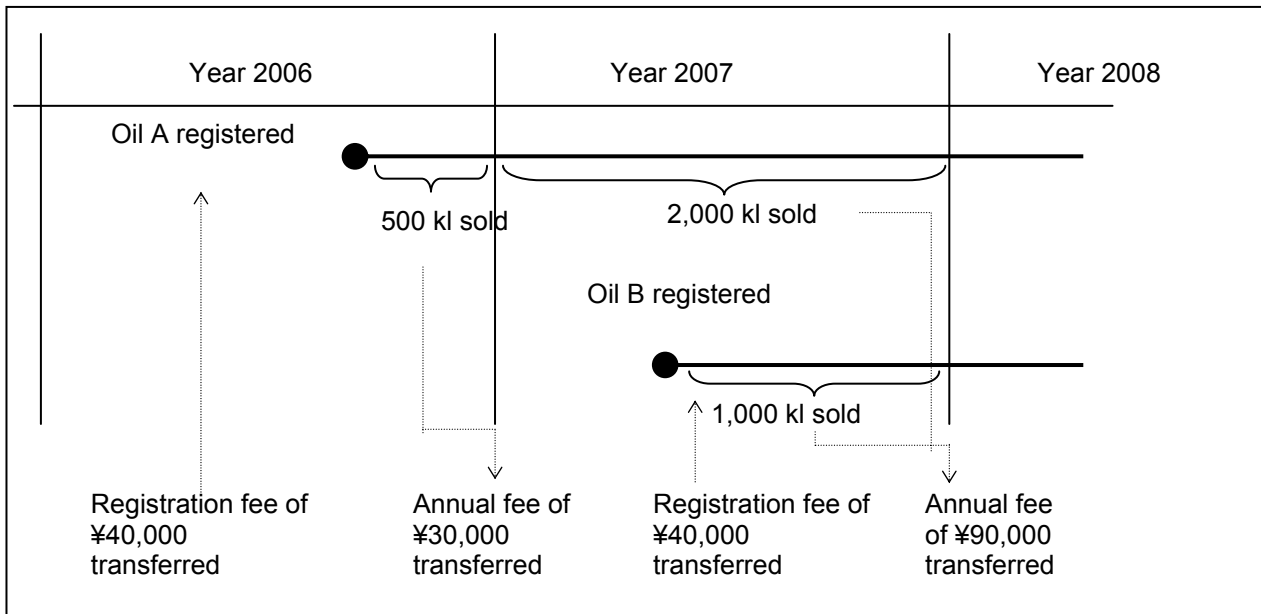 Year 2006
Year 2007
Year 2008
Oil A registered
500 kl sold
2,000 kl sold
Oil B registered
1,000 kl sold
Registration fee of
¥40,000
transferred
Annual fee of
¥30,000
transferred
Registration fee of
¥40,000
transferred
Annual fee
of ¥90,000
transferred